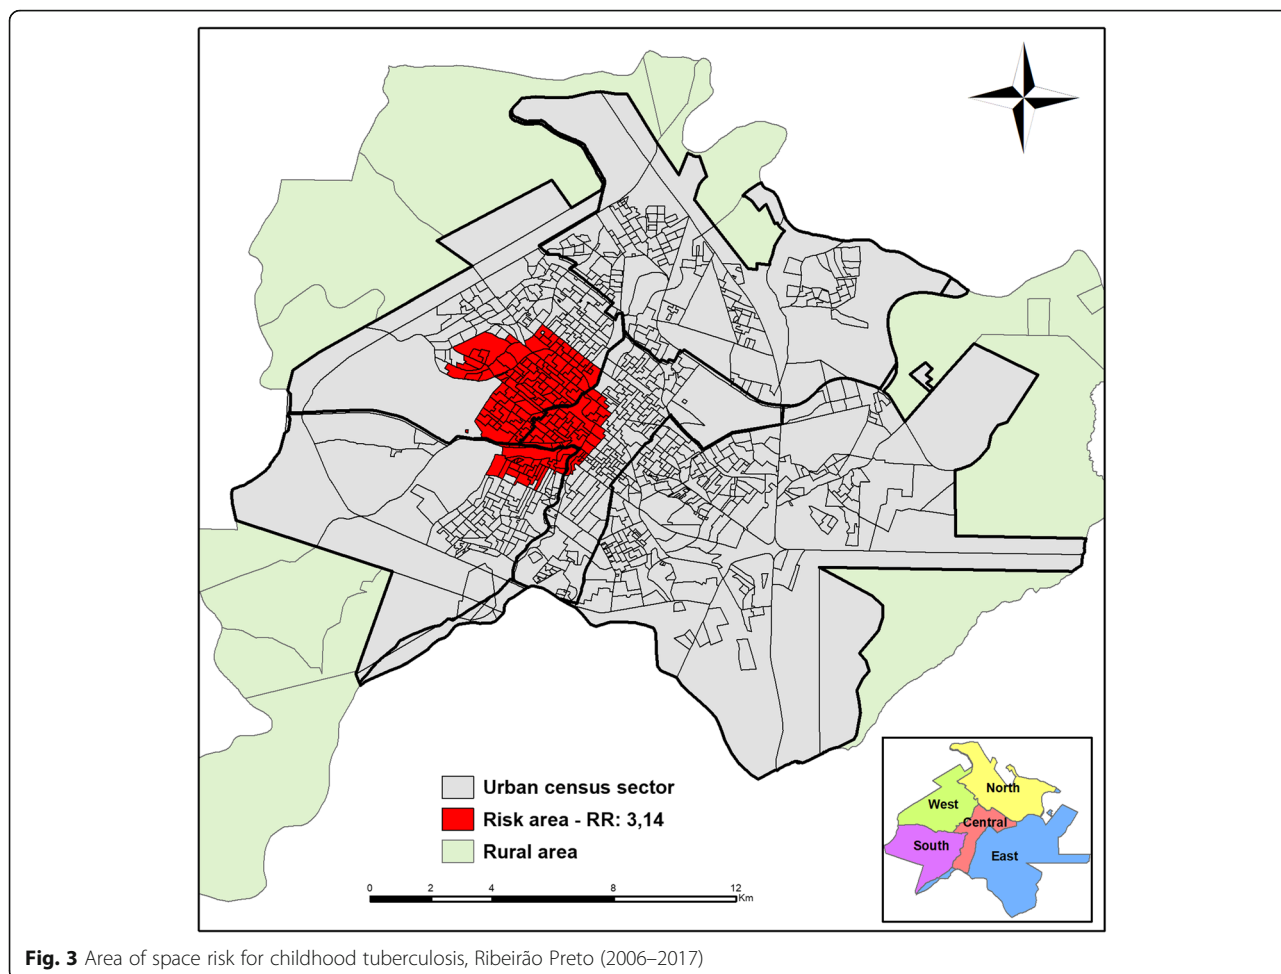 Urban census sector
Risk area - RR: 3,14
Rural area
0 2 4 8 12
Km
North
West
Central
South
East
Fig. 3 Area of space risk for childhood tuberculosis, Ribeirão Preto (2006–2017)